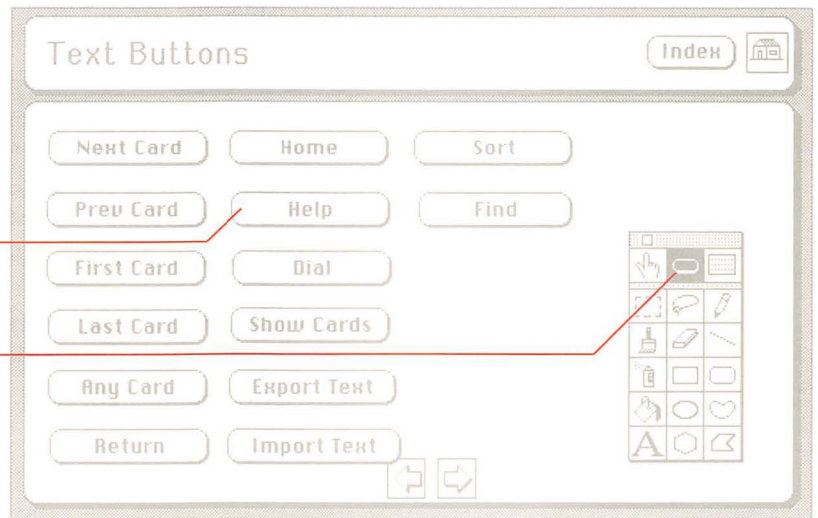 Text Buttons
Index
Next Card Home Sort
Prev Card Help Find
First Card Dial
Last Card Show Cards
Any Card Export Text
Return Import Text
A